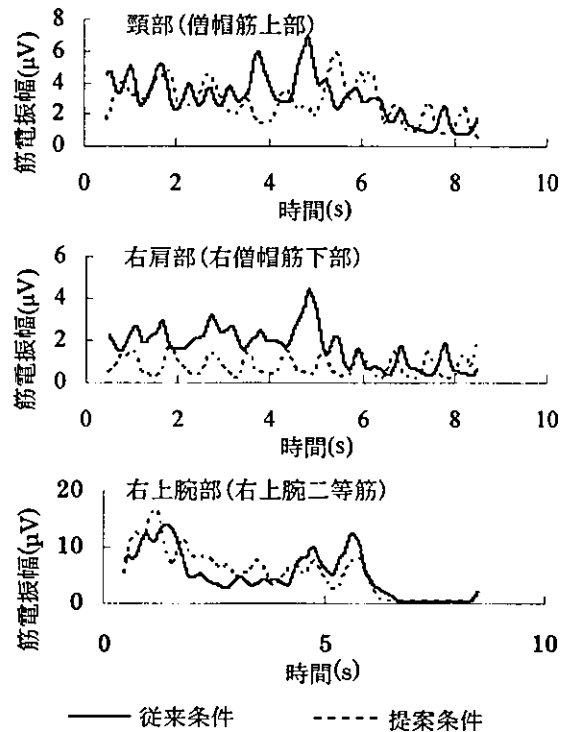 頸部(僧帽筋上部)
筋電振幅(μV)
8
6
4
2
0
0 2 4 6 8 10
時間(s)
右肩部(右僧帽筋下部)
筋電振幅(μV)
6
4
2
0
0 2 4 6 8 10
時間(s)
右上腕部(右上腕二等筋)
筋電振幅(μV)
20
10
0
0 5 10
時間(s)
従来条件 提案条件